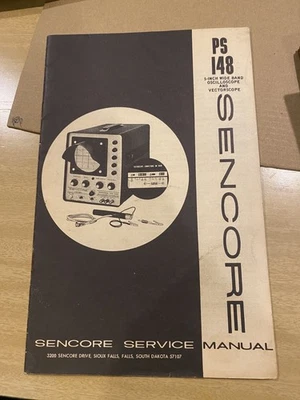 PS
148
5-INCH WIDE BAND
OSCILLOSCOPE
AND
VECTORSCOPE
SENCORE
SENCORE SERVICE MANUAL
3200 SENCORE DRIVE, SIOUX FALLS, FALLS, SOUTH DAKOTA 57107